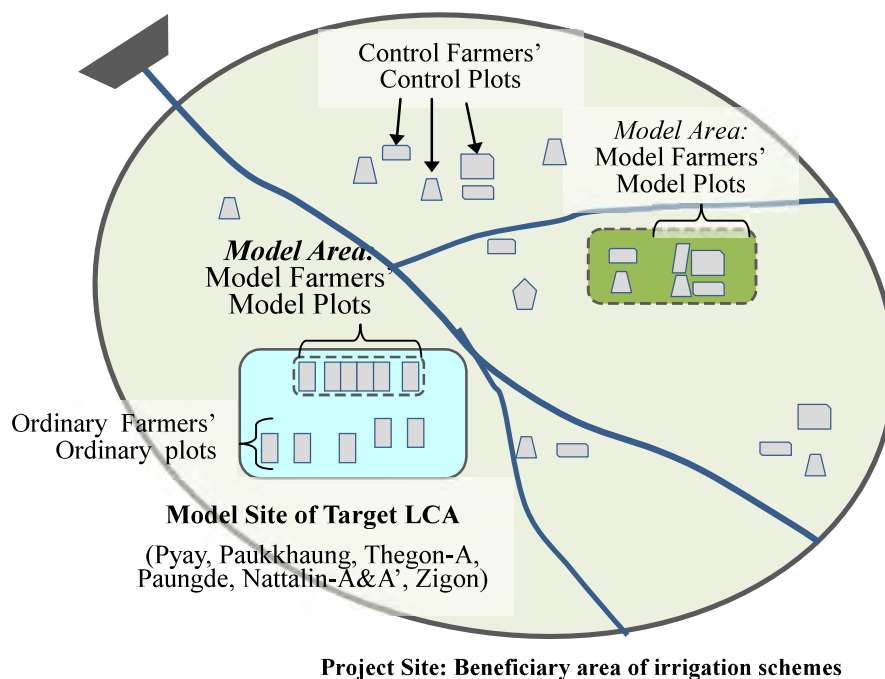 Control Farmers’
Control Plots
Model Area:
Model Farmers’
Model Plots
Model Area:
Model Farmers’
Model Plots
Ordinary Farmers’
Ordinary plots
Model Site of Target LCA
(Pyay, Paukkhaung, Thegon-A,
Paungde, Nattalin-A&A’, Zigon)
Project Site: Beneficiary area of irrigation schemes